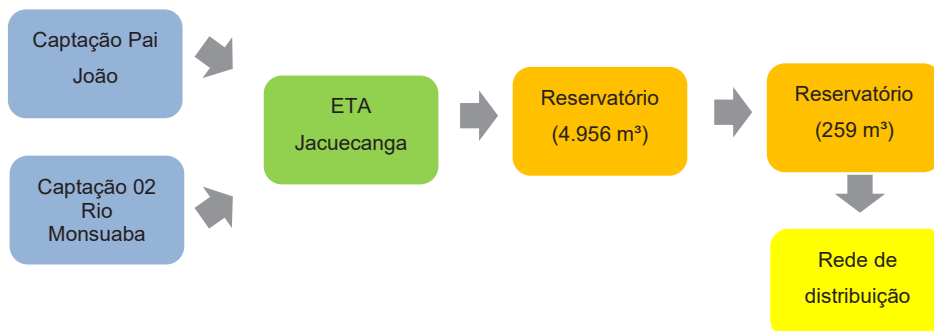 Captação Pai
João
Captação 02
Rio
Monsuaba
ETA
Jacuecanga
Reservatório
(4.956 m³)
Reservatório
(259 m³)
Rede de
distribuição